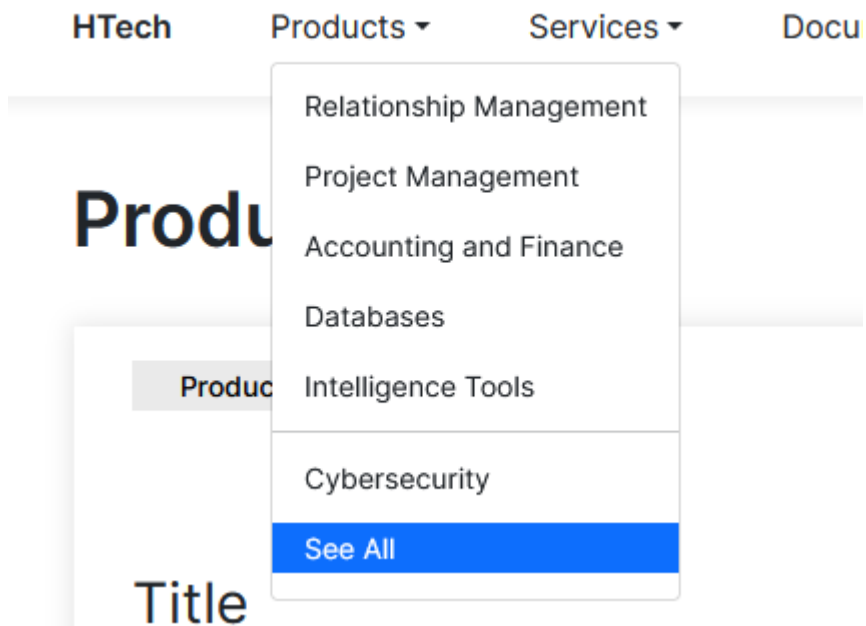 HTech Products Services
Relationship Management
Project Management
Accounting and Finance
Databases
Intelligence Tools
Cybersecurity
See All
Title